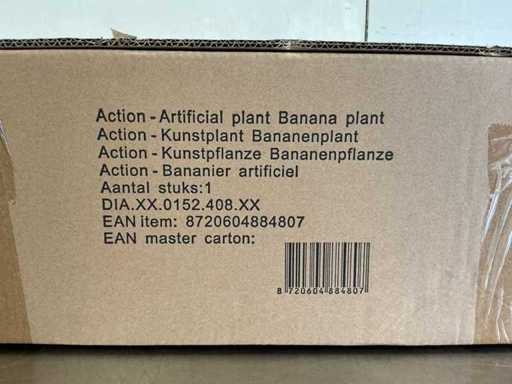 Action - Artificial plant Banana plant
Action - Kunstplant Bananenplant
Action - Kunstpflanze Bananenpflanze
Action - Bananier artificiel
Aantal stuks:1
DIA.XX.0152.408.XX
EAN item: 8720604884807
EAN master carton:
8 720604 884807